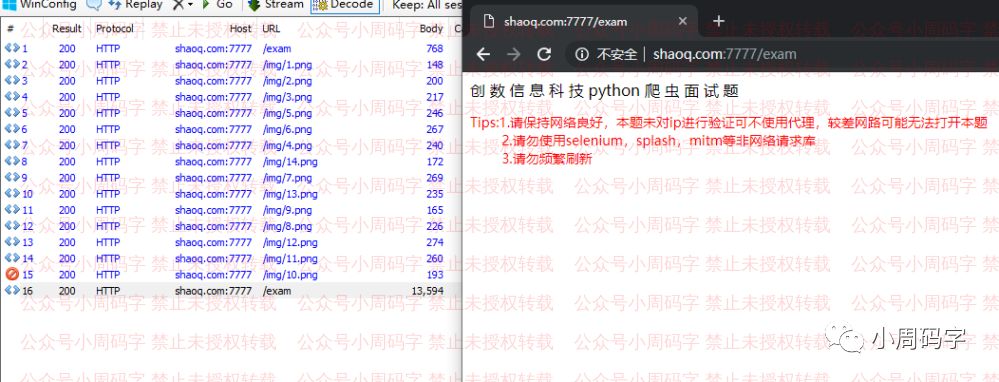 WinConfig Replay Go Stream Decode Keep: All ses
# Result Protocol Host URL Body C
1 200 HTTP shaoq.com:7777 /exam 768
2 200 HTTP shaoq.com:7777 /img/1.png 148
3 200 HTTP shaoq.com:7777 /img/2.png 200
4 200 HTTP shaoq.com:7777 /img/3.png 217
5 200 HTTP shaoq.com:7777 /img/5.png 246
6 200 HTTP shaoq.com:7777 /img/6.png 267
7 200 HTTP shaoq.com:7777 /img/4.png 240
8 200 HTTP shaoq.com:7777 /img/14.png 172
9 200 HTTP shaoq.com:7777 /img/7.png 269
10 200 HTTP shaoq.com:7777 /img/13.png 235
11 200 HTTP shaoq.com:7777 /img/9.png 165
12 200 HTTP shaoq.com:7777 /img/8.png 226
13 200 HTTP shaoq.com:7777 /img/12.png 274
14 200 HTTP shaoq.com:7777 /img/11.png 260
15 200 HTTP shaoq.com:7777 /img/10.png 193
16 200 HTTP shaoq.com:7777 /exam 13,594
shaoq.com:7777/exam
不安全 shaoq.com:7777/exam
创数信息科技python爬虫面试题
Tips:1.请保持网络良好，本题未对ip进行验证可不使用代理，较差网路可能无法打开本题
2.请勿使用selenium，splash，mitm等非网络请求库
3.请勿频繁刷新
公众号小周码字 禁止未授权转载
小周码字